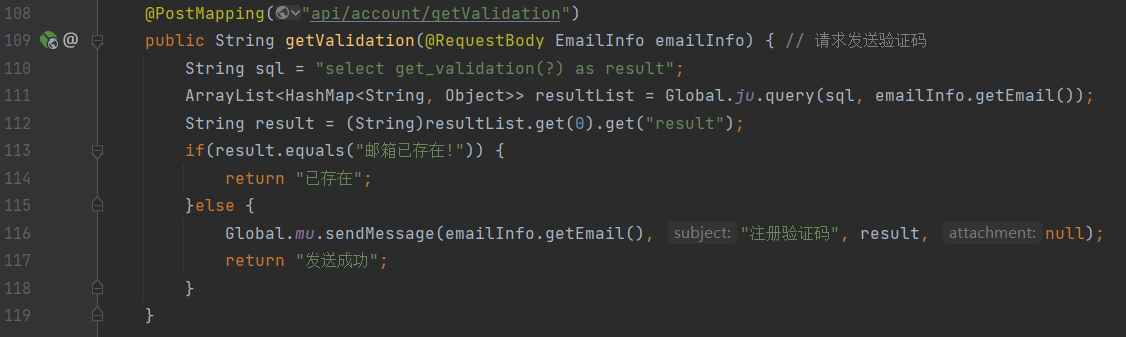 108 @PostMapping("api/account/getValidation")
109 @ public String getValidation(@RequestBody EmailInfo emailInfo) { // 请求发送验证码
110 String sql = "select get_validation(?) as result";
111 ArrayList<HashMap<String, Object>> resultList = Global.ju.query(sql, emailInfo.getEmail());
112 String result = (String)resultList.get(0).get("result");
113 if(result.equals("邮箱已存在!")) {
114 return "已存在";
115 }else {
116 Global.mu.sendMessage(emailInfo.getEmail(), subject: "注册验证码", result, attachment: null);
117 return "发送成功";
118 }
119 }